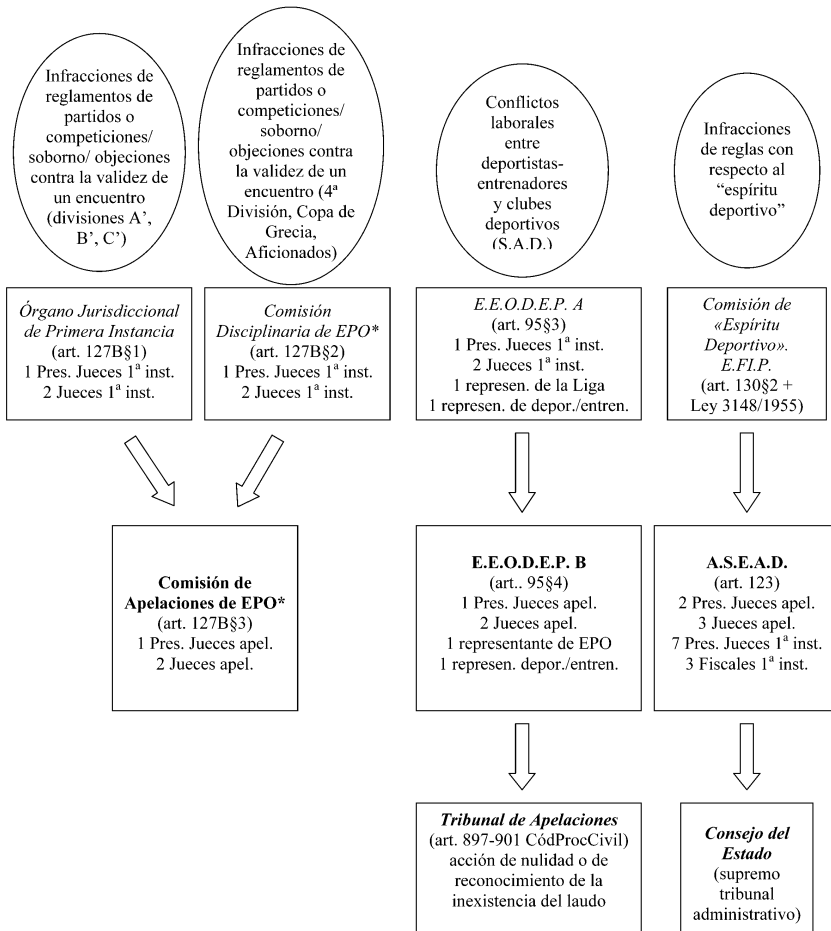 Infracciones de
reglamentos de
partidos o
competiciones/
soborno/ objeciones
contra la validez de
un encuentro
(divisiones A’,
B’, C’)
Infracciones de
reglamentos de
partidos o
competiciones/
soborno/
objeciones contra
la validez de un
encuentro (4ª
División, Copa de
Grecia,
Aficionados)
Conflictos
laborales
entre
deportistas-
entrenadores
y clubes
deportivos
(S.A.D.)
Infracciones
de reglas con
respecto al
“espíritu
deportivo”
Órgano Jurisdiccional
de Primera Instancia
(art. 127B§1)
1 Pres. Jueces 1ª inst.
2 Jueces 1ª inst.
Comisión
Disciplinaria de EPO*
(art. 127B§2)
1 Pres. Jueces 1ª inst.
2 Jueces 1ª inst.
E.E.O.D.E.P. A
(art. 95§3)
1 Pres. Jueces 1ª inst.
2 Jueces 1ª inst.
1 represen. de la Liga
1 represen. de depor./entren.
Comisión de
«Espíritu
Deportivo».
E.FI.P.
(art. 130§2 +
Ley 3148/1955)
Comisión de
Apelaciones de EPO*
(art. 127B§3)
1 Pres. Jueces apel.
2 Jueces apel.
E.E.O.D.E.P. B
(art.. 95§4)
1 Pres. Jueces apel.
2 Jueces apel.
1 representante de EPO
1 represen. depor./entren.
A.S.E.A.D.
(art. 123)
2 Pres. Jueces apel.
3 Jueces apel.
7 Pres. Jueces 1ª inst.
3 Fiscales 1ª inst.
Tribunal de Apelaciones
(art. 897-901 CódProcCivil)
acción de nulidad o de
reconocimiento de la
inexistencia del laudo
Consejo del
Estado
(supremo
tribunal
administrativo)